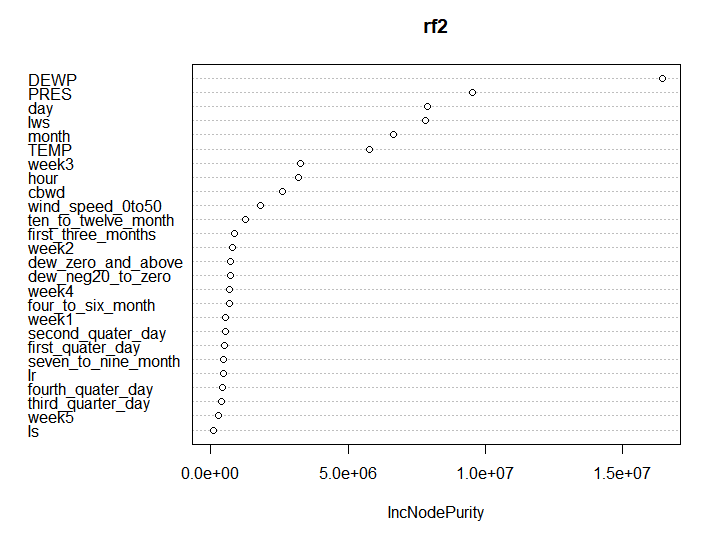 rf2
DEWP
PRES
day
Iws
month
TEMP
week3
hour
cbwd
wind_speed_0to50
ten_to_twelve_month
first_three_months
week2
dew_zero_and_above
dew_neg20_to_zero
week4
four_to_six_month
week1
second_quater_day
first_quater_day
seven_to_nine_month
Ir
fourth_quater_day
third_quarter_day
week5
Is
0.0e+00 5.0e+06 1.0e+07 1.5e+07
IncNodePurity